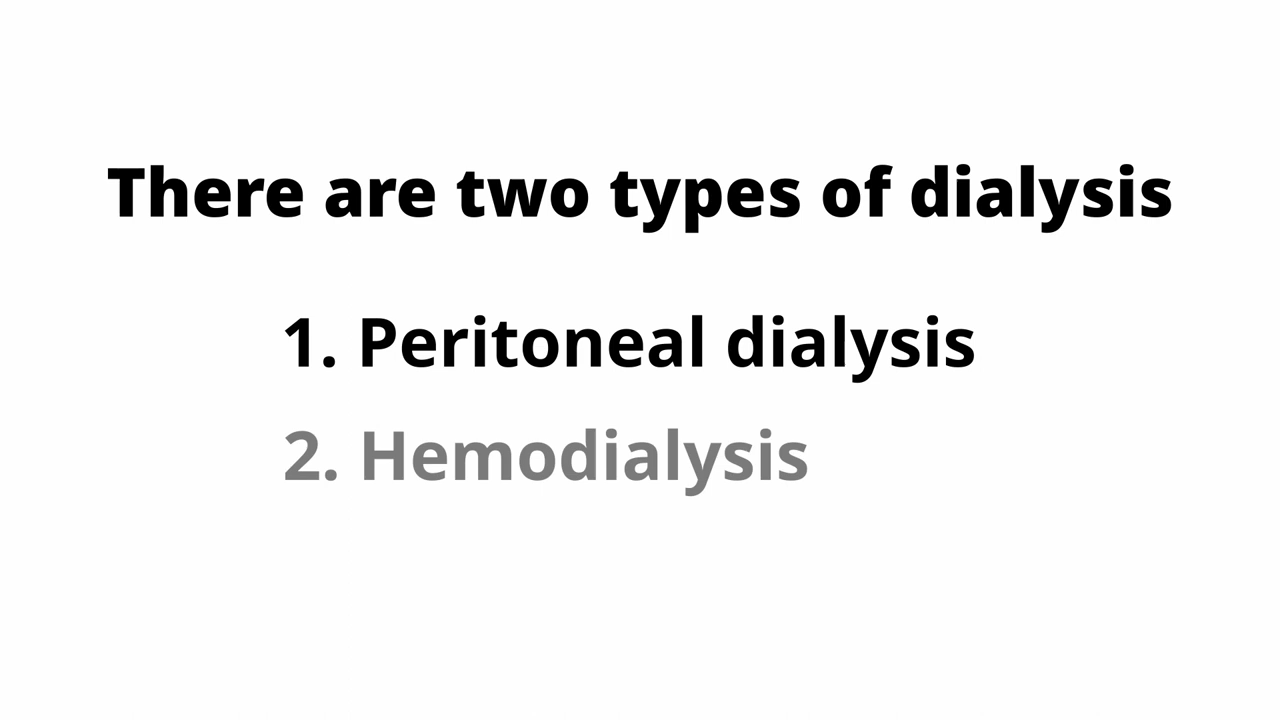 There are two types of dialysis
1. Peritoneal dialysis
2. Hemodialysis